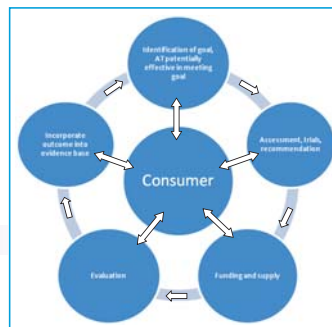 Identification of goal,
AT potentially
effective in meeting
goal
Assessment, trial,
recommendation
Funding and supply
Evaluation
Incorporate
outcome into
evidence base
Consumer